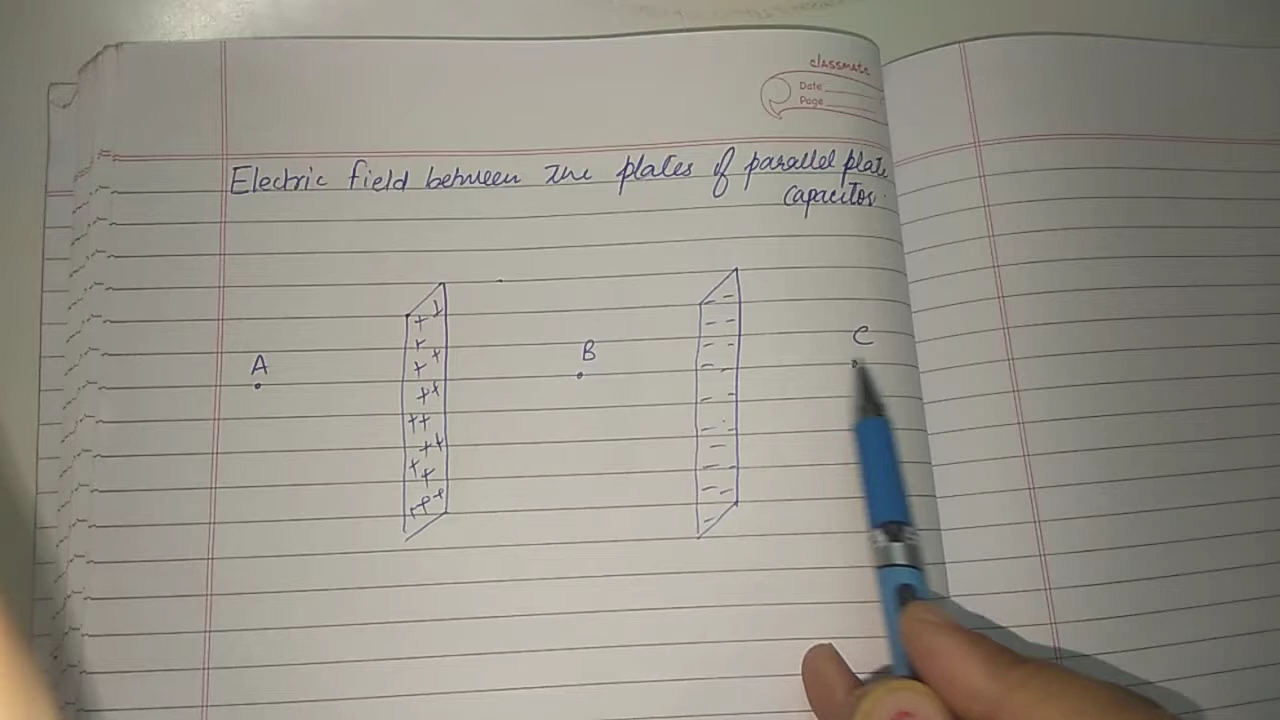 classmate
Date
Page
Electric field between the plates of parallel plate
capacitor.
A
B
C